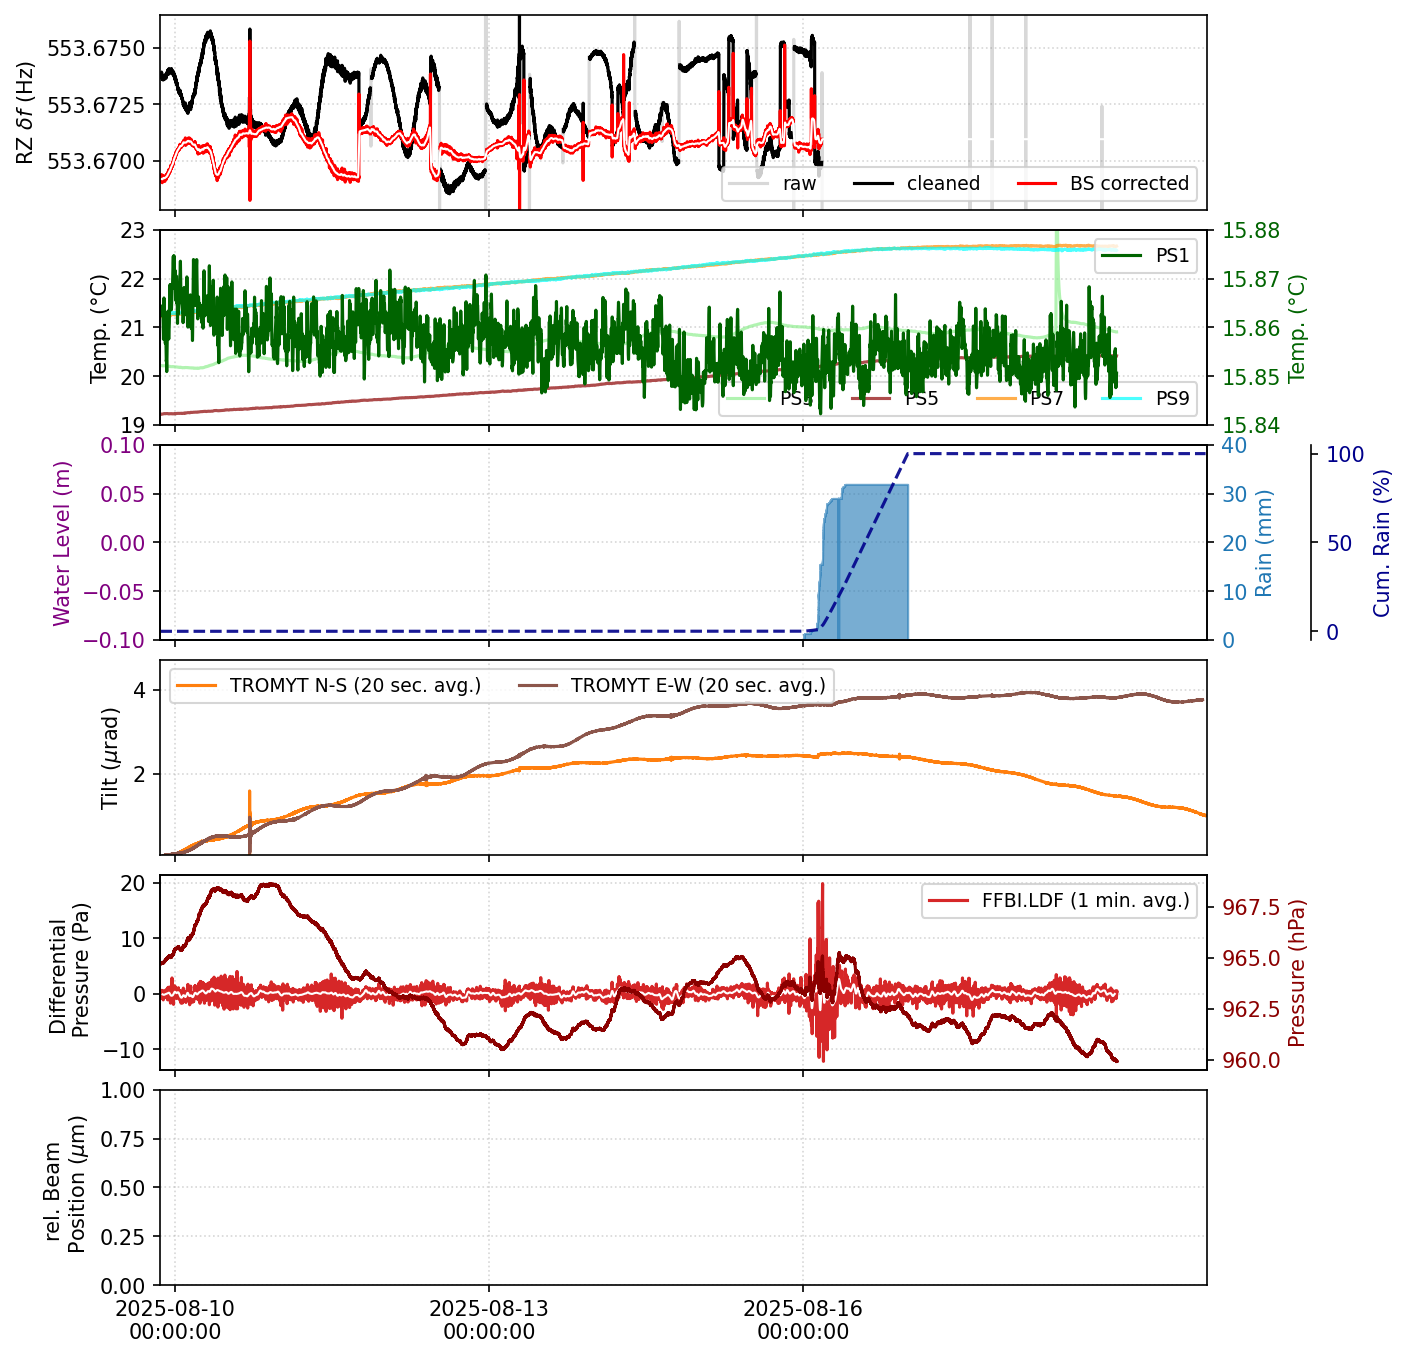 RZ δf (Hz)
553.6750
553.6725
553.6700
raw
cleaned
BS corrected
Temp. (°C)
23
22
21
20
19
PS1
PS3
PS5
PS7
PS9
15.88
15.87
15.86
15.85
15.84
Temp. (°C)
Water Level (m)
0.10
0.05
0.00
−0.05
−0.10
40
30
20
10
0
Rain (mm)
100
50
0
Cum. Rain (%)
Tilt (μrad)
4
2
TROMYT N-S (20 sec. avg.)
TROMYT E-W (20 sec. avg.)
Differential
Pressure (Pa)
20
10
0
−10
FFBI.LDF (1 min. avg.)
967.5
965.0
962.5
960.0
Pressure (hPa)
rel. Beam
Position (μm)
1.00
0.75
0.50
0.25
0.00
2025-08-10
00:00:00
2025-08-13
00:00:00
2025-08-16
00:00:00